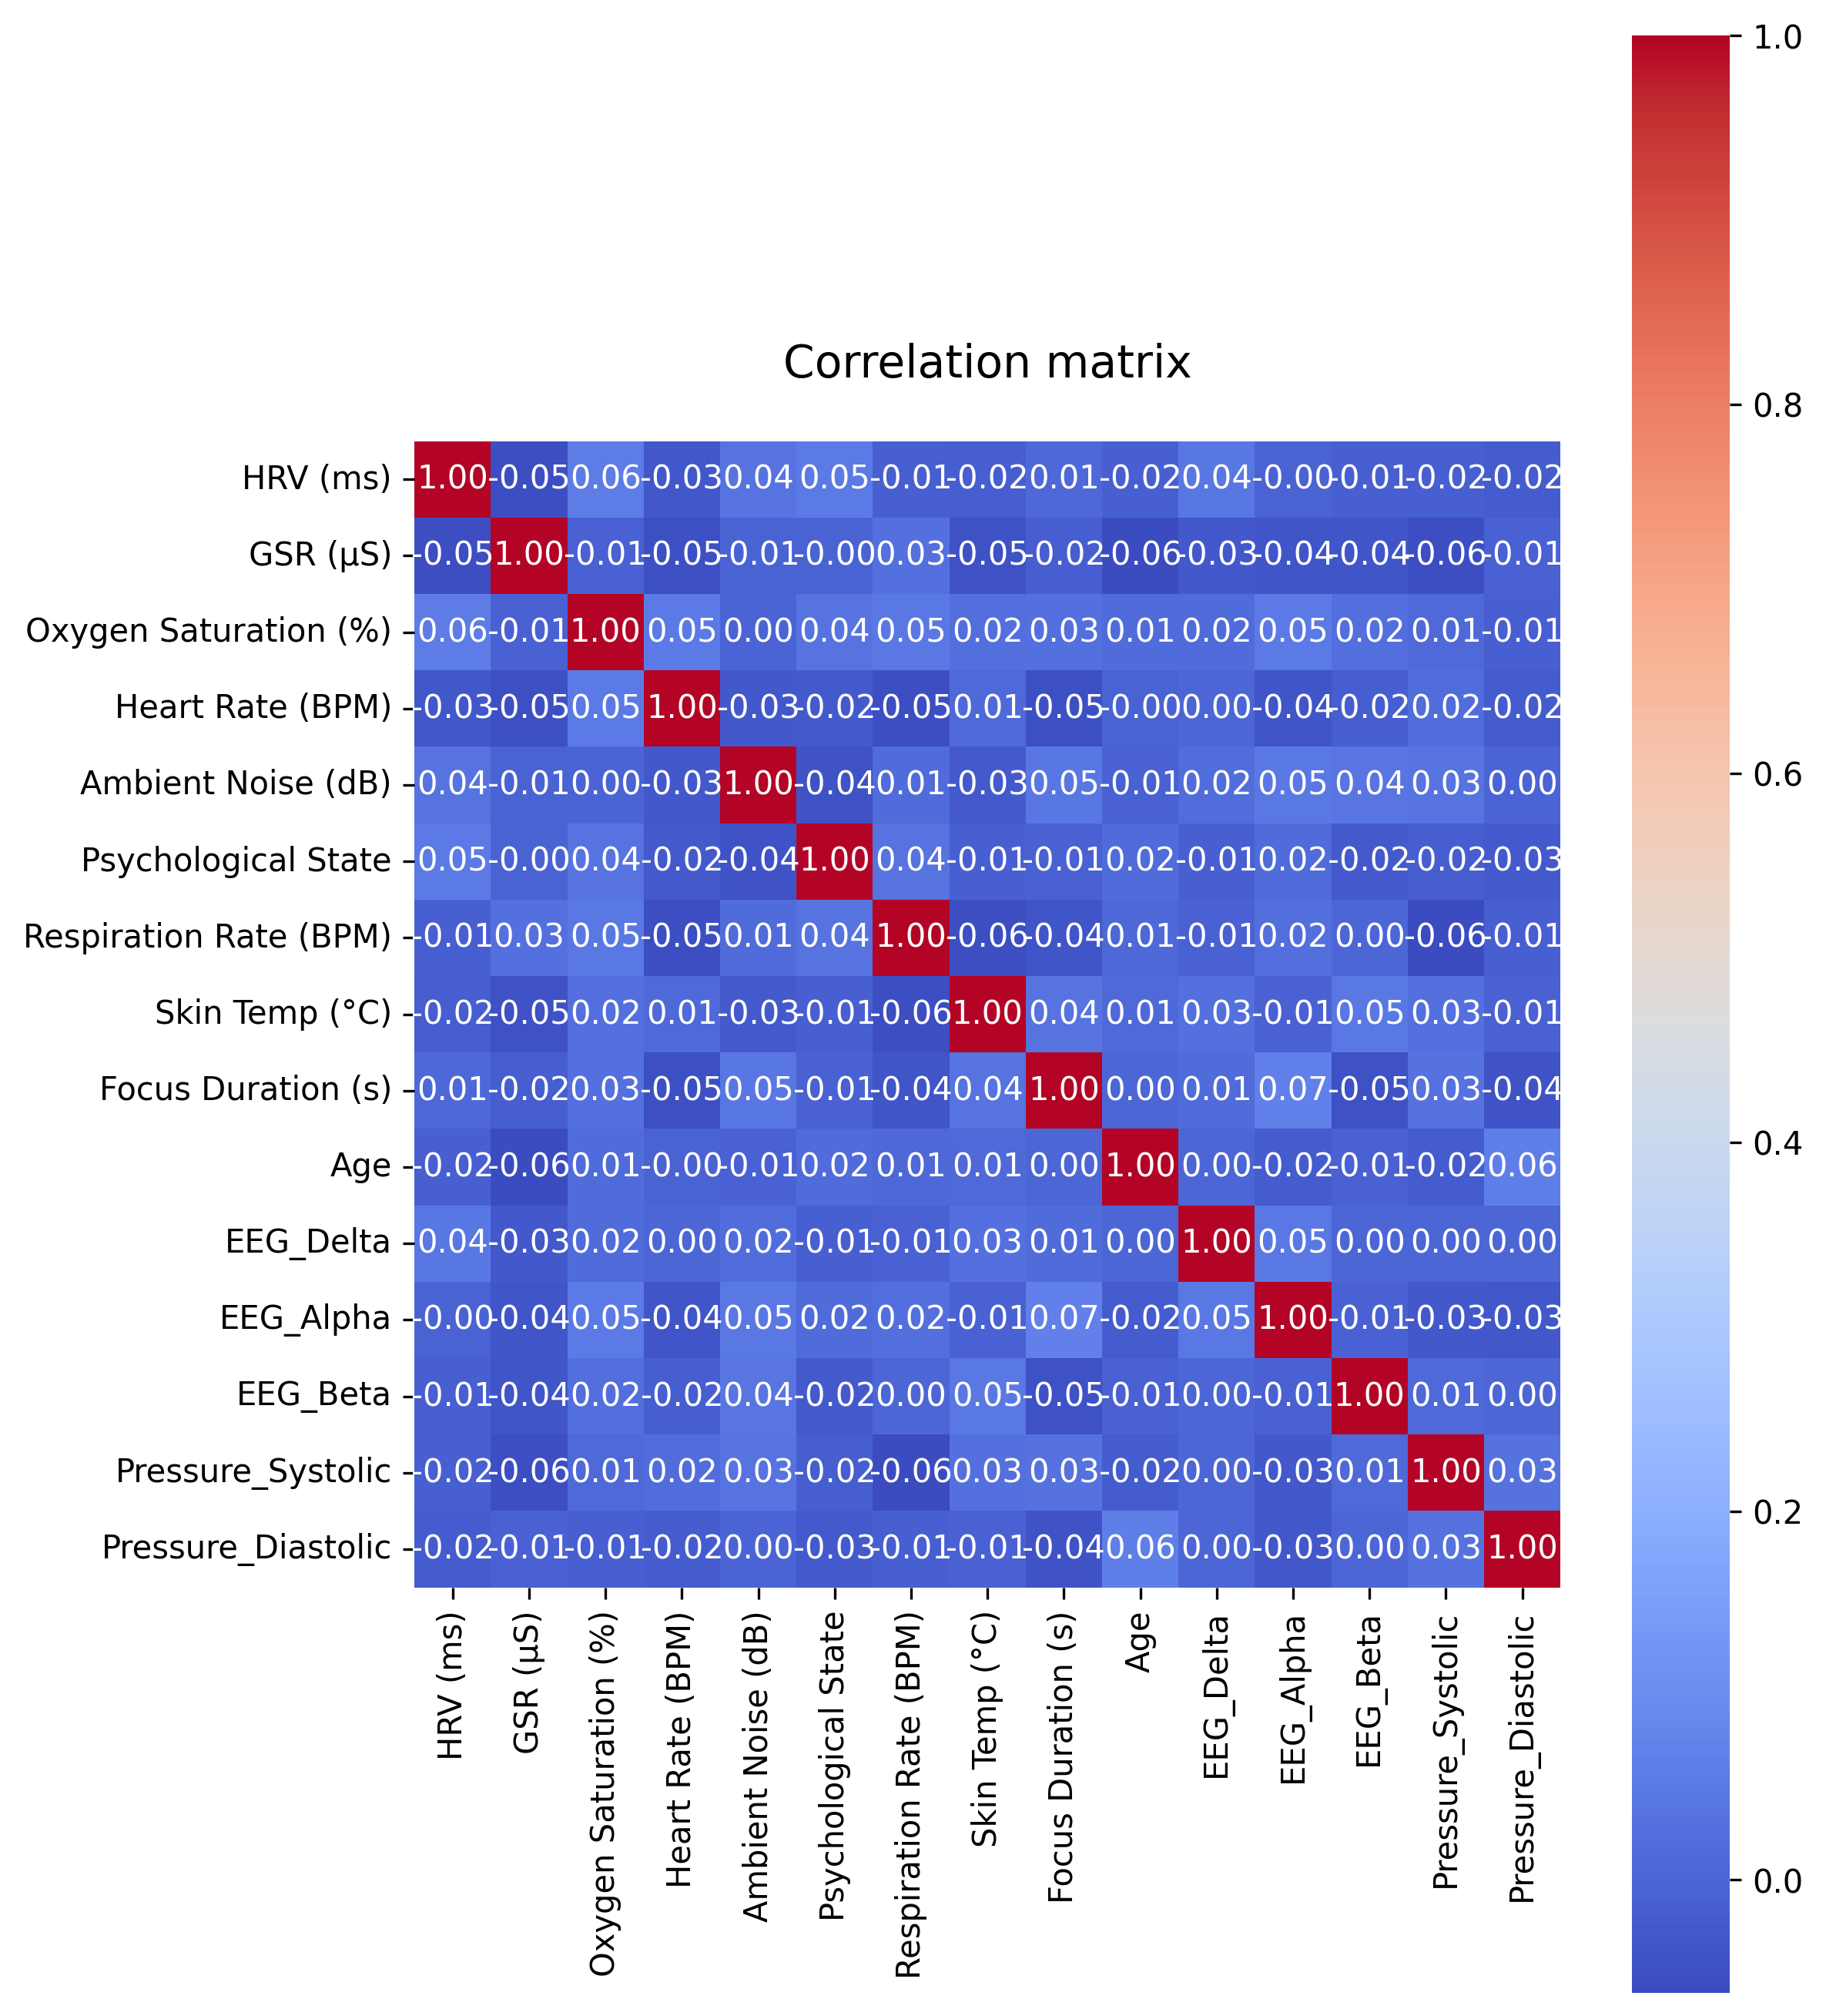 Correlation matrix
HRV (ms) 1.00 -0.05 0.06 -0.03 0.04 0.05 -0.01 -0.02 0.01 -0.02 0.04 -0.00 -0.01 -0.02 -0.02
GSR (µS) -0.05 1.00 -0.01 -0.05 -0.01 -0.00 0.03 -0.05 -0.02 -0.06 -0.03 -0.04 -0.04 -0.06 -0.01
Oxygen Saturation (%) 0.06 -0.01 1.00 0.05 0.00 0.04 0.05 0.02 0.03 0.01 0.02 0.05 0.02 0.01 -0.01
Heart Rate (BPM) -0.03 -0.05 0.05 1.00 -0.03 -0.02 -0.05 0.01 -0.05 -0.00 0.00 -0.04 -0.02 0.02 -0.02
Ambient Noise (dB) 0.04 -0.01 0.00 -0.03 1.00 -0.04 0.01 -0.03 0.05 -0.01 0.02 0.05 0.04 0.03 0.00
Psychological State 0.05 -0.00 0.04 -0.02 -0.04 1.00 0.04 -0.01 -0.01 0.02 -0.01 0.02 -0.02 -0.02 -0.03
Respiration Rate (BPM) -0.01 0.03 0.05 -0.05 0.01 0.04 1.00 -0.06 -0.04 0.01 -0.01 0.02 0.00 -0.06 -0.01
Skin Temp (°C) -0.02 -0.05 0.02 0.01 -0.03 -0.01 -0.06 1.00 0.04 0.01 0.03 -0.01 0.05 0.03 -0.01
Focus Duration (s) 0.01 -0.02 0.03 -0.05 0.05 -0.01 -0.04 0.04 1.00 0.00 0.01 0.07 -0.05 0.03 -0.04
Age -0.02 -0.06 0.01 -0.00 -0.01 0.02 0.01 0.01 0.00 1.00 0.00 -0.02 -0.01 -0.02 0.06
EEG_Delta 0.04 -0.03 0.02 0.00 0.02 -0.01 -0.01 0.03 0.01 0.00 1.00 0.05 0.00 0.00 0.00
EEG_Alpha -0.00 -0.04 0.05 -0.04 0.05 0.02 0.02 -0.01 0.07 -0.02 0.05 1.00 -0.01 -0.03 -0.03
EEG_Beta -0.01 -0.04 0.02 -0.02 0.04 -0.02 0.00 0.05 -0.05 -0.01 0.00 -0.01 1.00 0.01 0.00
Pressure_Systolic -0.02 -0.06 0.01 0.02 0.03 -0.02 -0.06 0.03 0.03 -0.02 0.00 -0.03 0.01 1.00 0.03
Pressure_Diastolic -0.02 -0.01 -0.01 -0.02 0.00 -0.03 -0.01 -0.01 -0.04 0.06 0.00 -0.03 0.00 0.03 1.00
HRV (ms)
GSR (µS)
Oxygen Saturation (%)
Heart Rate (BPM)
Ambient Noise (dB)
Psychological State
Respiration Rate (BPM)
Skin Temp (°C)
Focus Duration (s)
Age
EEG_Delta
EEG_Alpha
EEG_Beta
Pressure_Systolic
Pressure_Diastolic
1.0
0.8
0.6
0.4
0.2
0.0